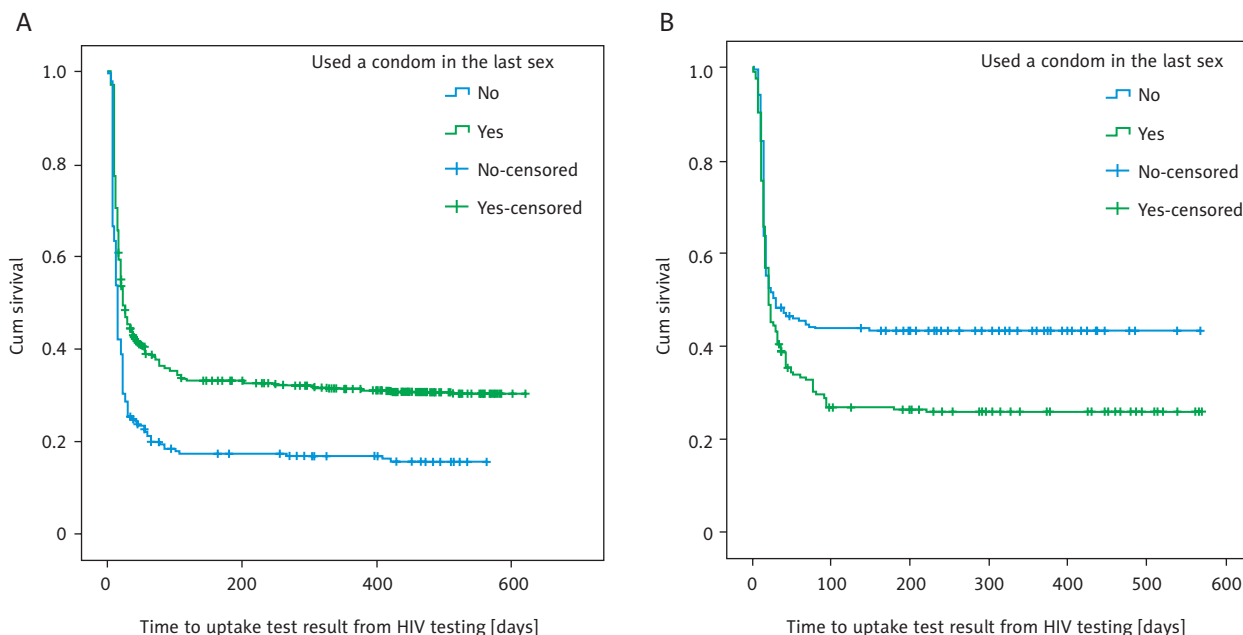 A
Used a condom in the last sex
No
Yes
No-censored
Yes-censored
1.0
0.8
0.6
0.4
0.2
0
Cum sirvival
0 200 400 600
Time to uptake test result from HIV testing [days]
B
Used a condom in the last sex
No
Yes
No-censored
Yes-censored
1.0
0.8
0.6
0.4
0.2
0
Cum sirvival
0 100 200 300 400 500 600
Time to uptake test result from HIV testing [days]